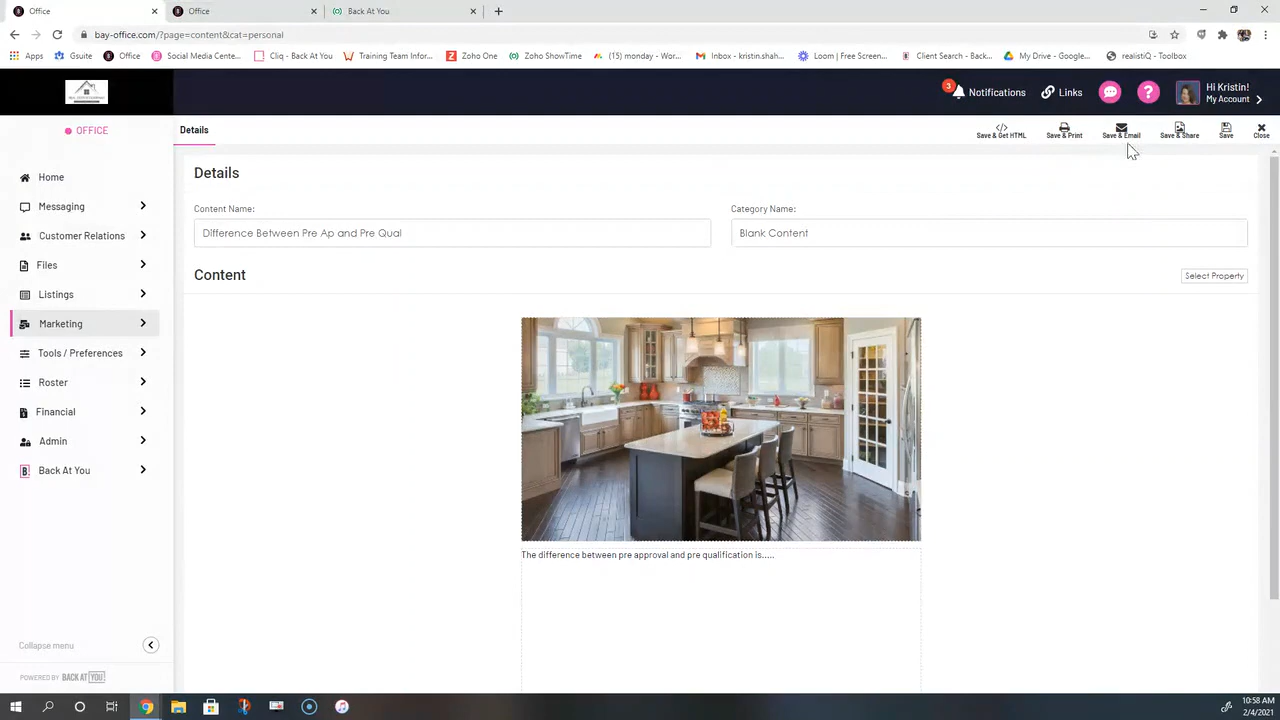 Office
Office
Back At You
bay-office.com/?page=content&cat=personal
Apps
Gsuite
Office
Social Media Cente...
Cliq - Back At You
Training Team Infor...
Zoho One
Zoho ShowTime
(15) monday - Wor...
Inbox - kristin.shah...
Loom | Free Screen...
Client Search - Back...
My Drive - Google...
realistiQ - Toolbox
3
Notifications
Links
Hi Kristin!
My Account
OFFICE
Details
Save & Get HTML
Save & Print
Save & Email
Save & Share
Save
Close
Home
Messaging
Customer Relations
Files
Listings
Marketing
Tools / Preferences
Roster
Financial
Admin
Back At You
Collapse menu
POWERED BY BACK AT YOU!
Details
Content Name:
Category Name:
Difference Between Pre Ap and Pre Qual
Blank Content
Content
Select Property
The difference between pre approval and pre qualification is.....
10:58 AM
2/4/2021